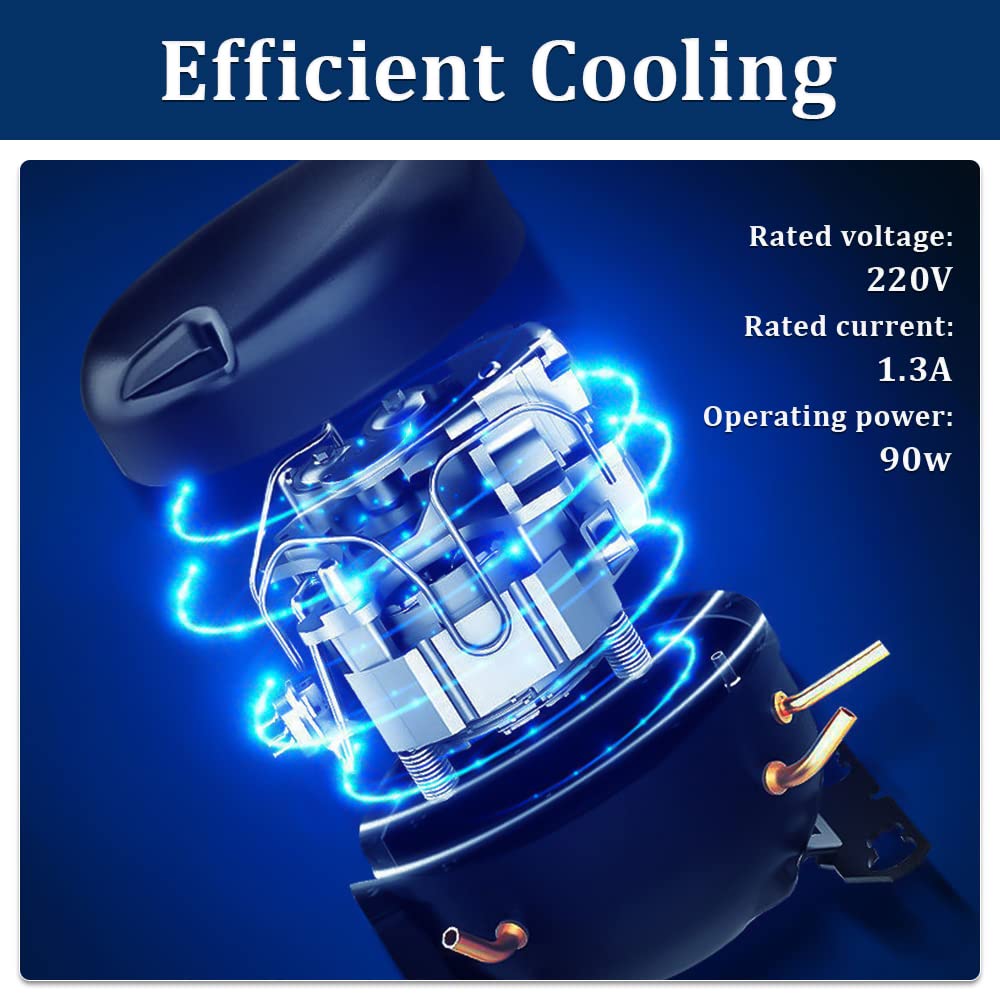 Efficient Cooling
Rated voltage:
220V
Rated current:
1.3A
Operating power:
90w